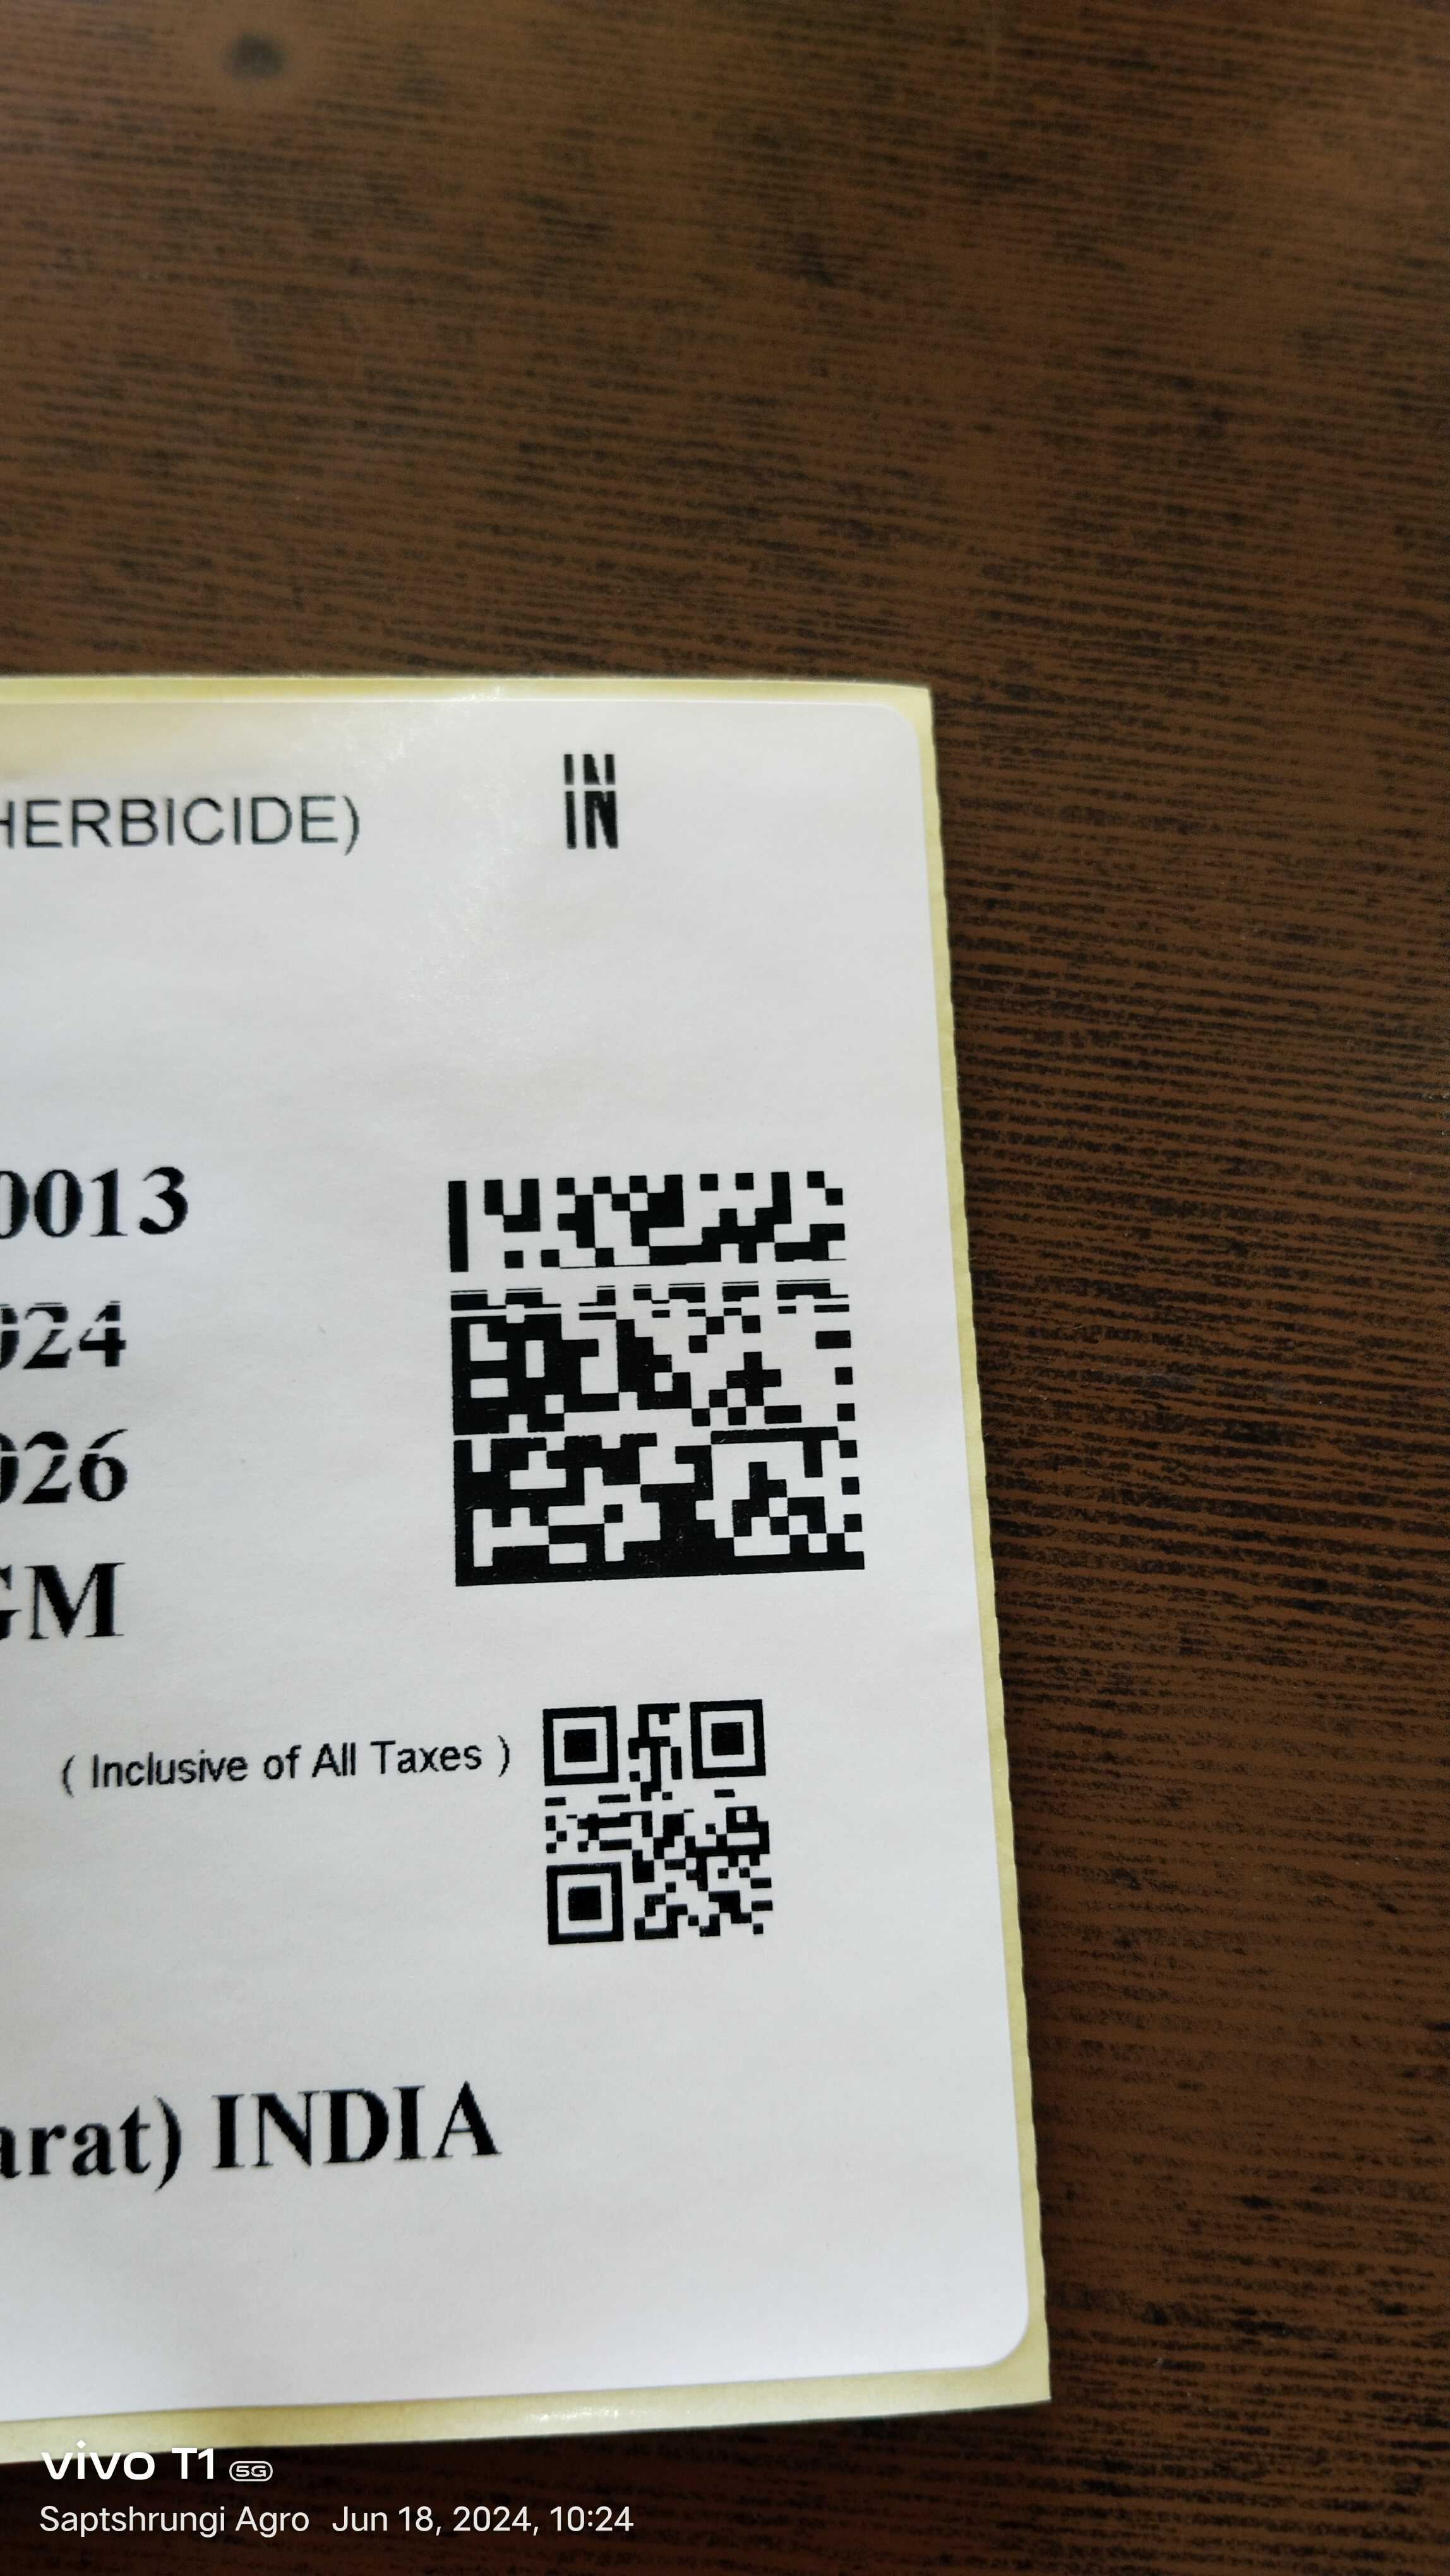 HERBICIDE)
IN
0013
024
026
GM
( Inclusive of All Taxes )
arat) INDIA
vivo T1 5G
Saptshrungi Agro Jun 18, 2024, 10:24